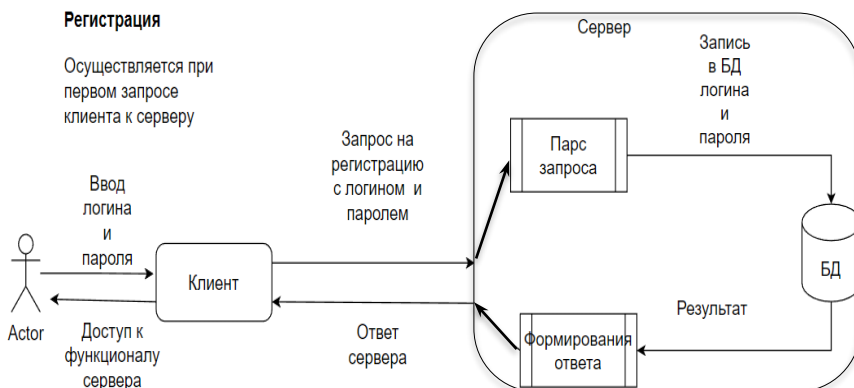 Регистрация
Осуществляется при
первом запросе
клиента к серверу
Ввод
логина
и
пароля
Actor
Доступ к
функционалу
сервера
Клиент
Запрос на
регистрацию
с логином и
паролем
Ответ
сервера
Сервер
Парс
запроса
Запись
в БД
логина
и
пароля
БД
Результат
Формирования
ответа